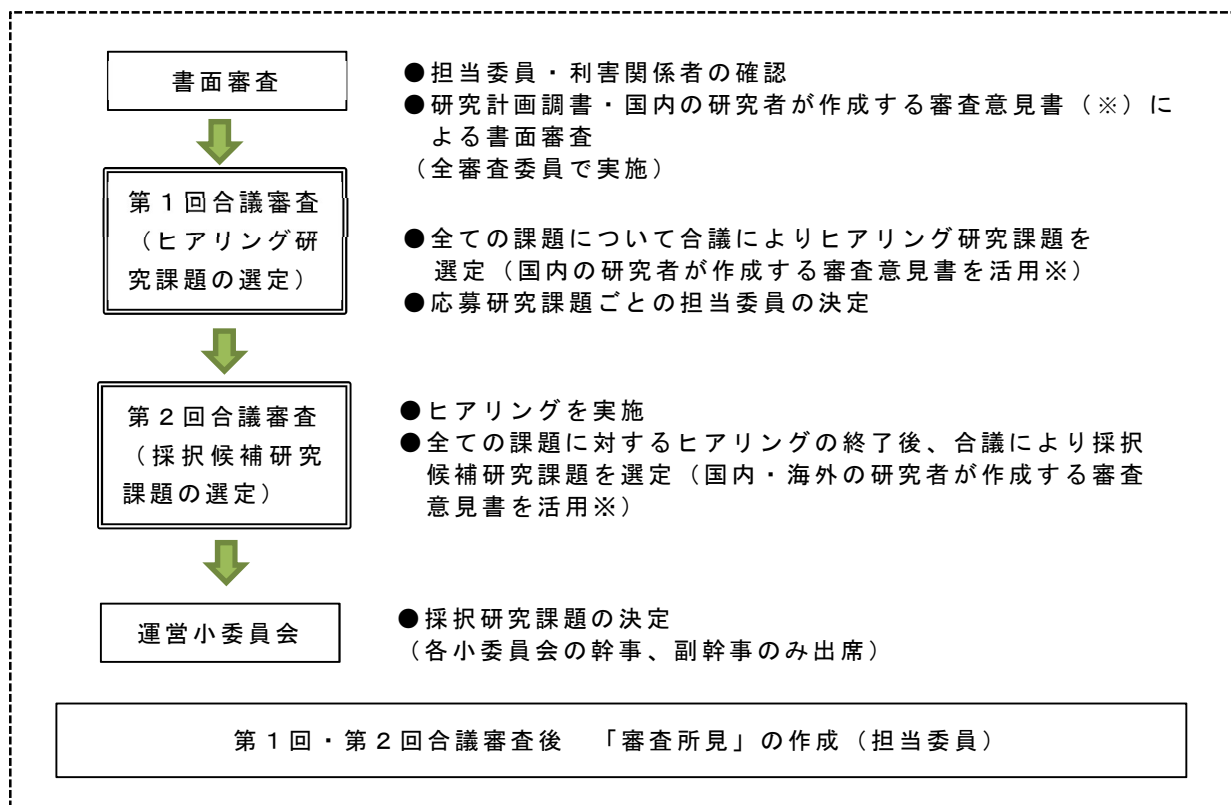 書面審査
●担当委員・利害関係者の確認
●研究計画調書・国内の研究者が作成する審査意見書（※）に
よる書面審査
（全審査委員で実施）
第１回合議審査
（ヒアリング研
究課題の選定）
●全ての課題について合議によりヒアリング研究課題を
選定（国内の研究者が作成する審査意見書を活用※）
●応募研究課題ごとの担当委員の決定
第２回合議審査
（採択候補研究
課題の選定）
●ヒアリングを実施
●全ての課題に対するヒアリングの終了後、合議により採択
候補研究課題を選定（国内・海外の研究者が作成する審査
意見書を活用※）
運営小委員会
●採択研究課題の決定
（各小委員会の幹事、副幹事のみ出席）
第１回・第２回合議審査後　「審査所見」の作成（担当委員）